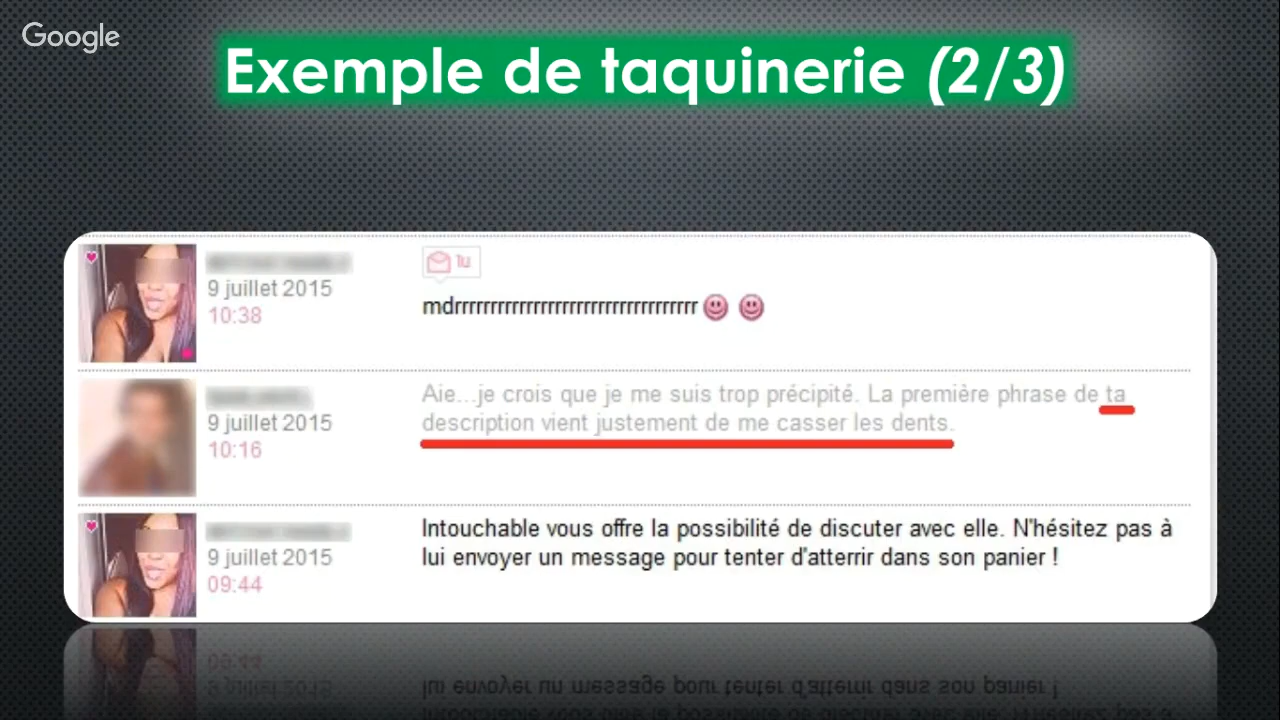 Google
Exemple de taquinerie (2/3)
9 juillet 2015
10:38
lu
mdrrrrrrrrrrrrrrrrrrrrrrrrrrrrrrrrrr
9 juillet 2015
10:16
Aie...je crois que je me suis trop précipité. La première phrase de ta
description vient justement de me casser les dents.
9 juillet 2015
09:44
Intouchable vous offre la possibilité de discuter avec elle. N'hésitez pas à
lui envoyer un message pour tenter d'atterrir dans son panier !